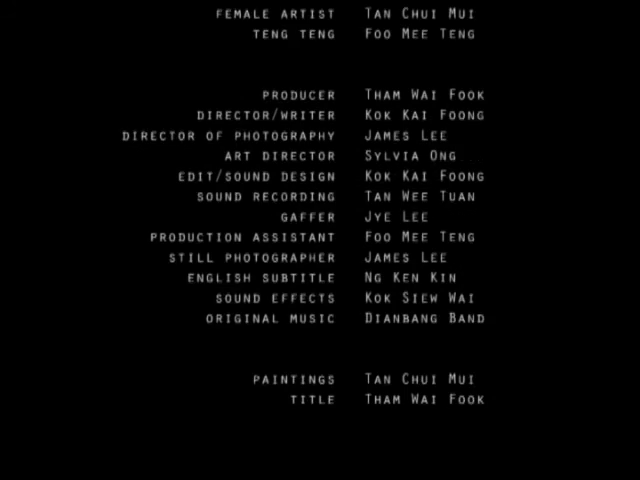 FEMALE ARTIST TAN CHUI MUI
TENG TENG FOO MEE TENG
PRODUCER THAM WAI FOOK
DIRECTOR/WRITER KOK KAI FOONG
DIRECTOR OF PHOTOGRAPHY JAMES LEE
ART DIRECTOR SYLVIA ONG
EDIT/SOUND DESIGN KOK KAI FOONG
SOUND RECORDING TAN WEE TUAN
GAFFER JYE LEE
PRODUCTION ASSISTANT FOO MEE TENG
STILL PHOTOGRAPHER JAMES LEE
ENGLISH SUBTITLE NG KEN KIN
SOUND EFFECTS KOK SIEW WAI
ORIGINAL MUSIC DIANBANG BAND
PAINTINGS TAN CHUI MUI
TITLE THAM WAI FOOK